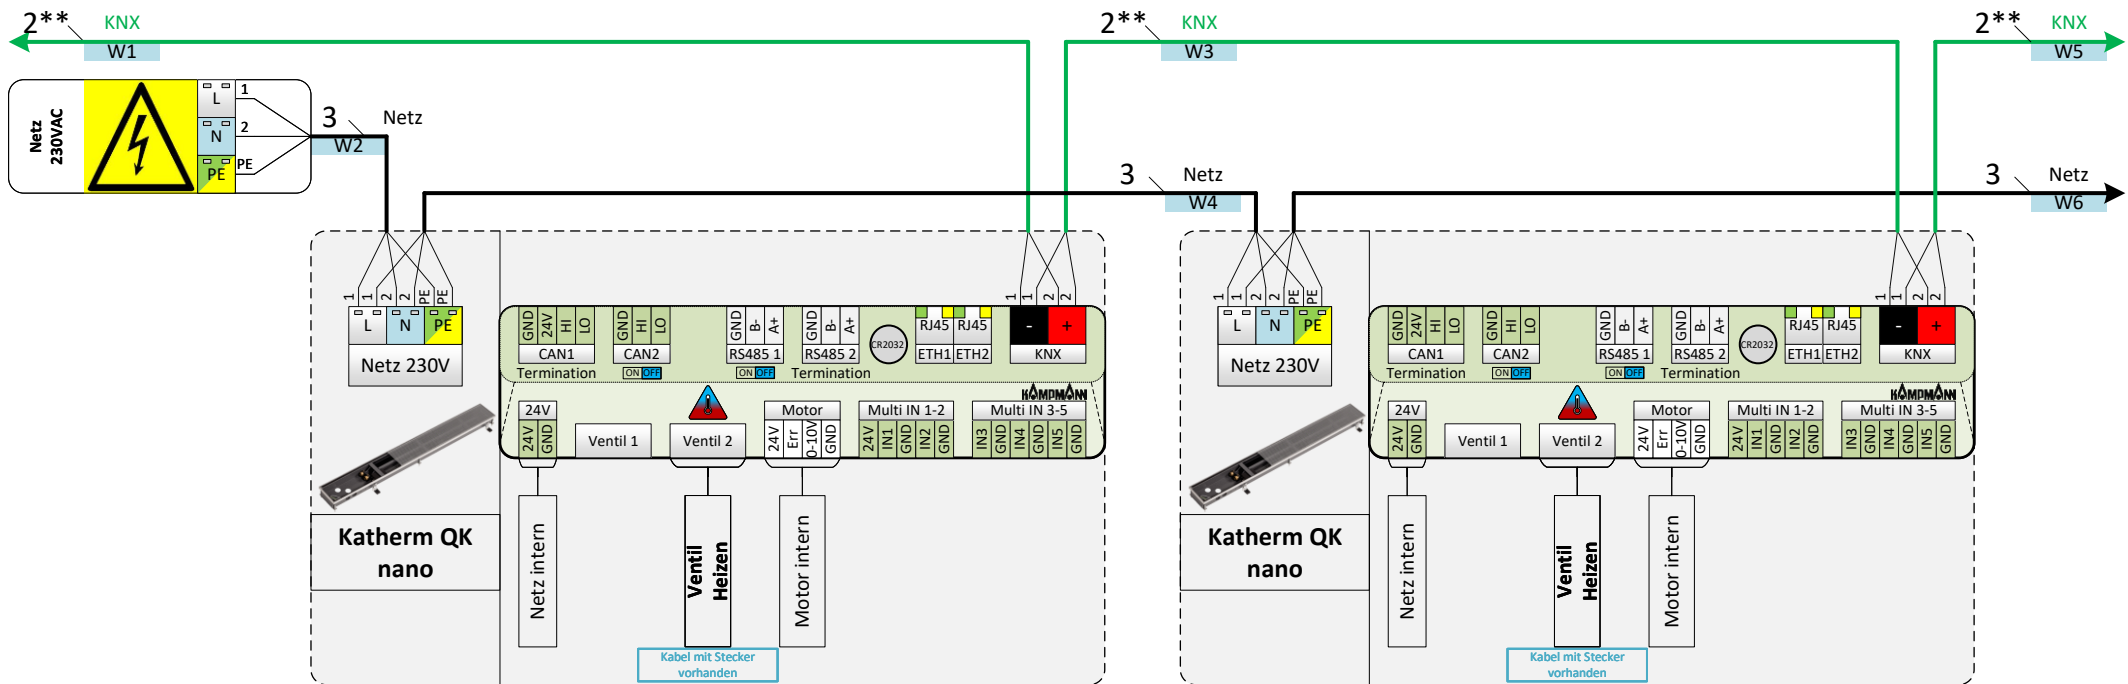 2** KNX 2** KNX 2** KNX
W1 W3 W5
Netz 230VAC
L 1
N 2
PE PE
3 Netz
W2
3 Netz 3 Netz
W4 W6
1 1 2 2 PE PE 1 1 2 2
L N PE
Netz 230V
GND 24V HI LO GND HI LO GND B- A+ GND B- A+ CR2032 RJ45 RJ45 - +
CAN1 CAN2 RS485 1 RS485 2 ETH1 ETH2 KNX
Termination ON OFF ON OFF Termination
KAMPMANN
24V Motor Multi IN 1-2 Multi IN 3-5
24V GND Ventil 1 Ventil 2 24V Err 0-10V GND 24V IN1 GND IN2 GND IN3 GND IN4 GND IN5 GND
Katherm QK
nano
Netz intern
Ventil
Heizen
Motor intern
Kabel mit Stecker
vorhanden
1 1 2 2 PE PE 1 1 2 2
L N PE
Netz 230V
GND 24V HI LO GND HI LO GND B- A+ GND B- A+ CR2032 RJ45 RJ45 - +
CAN1 CAN2 RS485 1 RS485 2 ETH1 ETH2 KNX
Termination ON OFF ON OFF Termination
KAMPMANN
24V Motor Multi IN 1-2 Multi IN 3-5
24V GND Ventil 1 Ventil 2 24V Err 0-10V GND 24V IN1 GND IN2 GND IN3 GND IN4 GND IN5 GND
Katherm QK
nano
Netz intern
Ventil
Heizen
Motor intern
Kabel mit Stecker
vorhanden